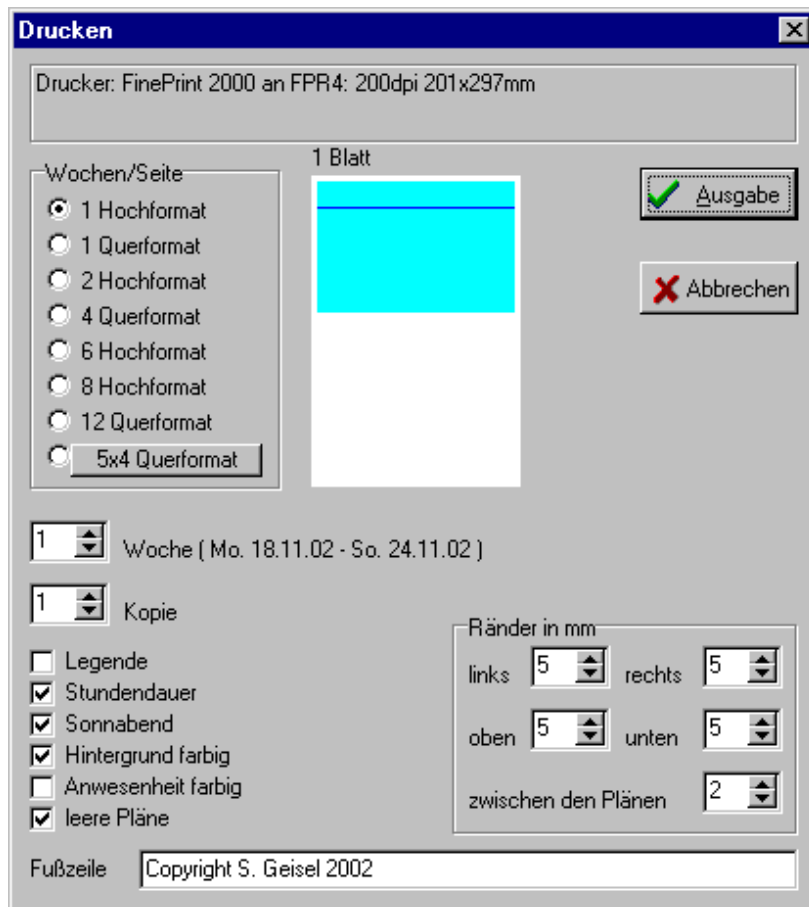 Drucken
Drucker: FinePrint 2000 an FPR4: 200dpi 201x297mm
Wochen/Seite
1 Hochformat
1 Querformat
2 Hochformat
4 Querformat
6 Hochformat
8 Hochformat
12 Querformat
5x4 Querformat
1 Blatt
Ausgabe
Abbrechen
1 Woche ( Mo. 18.11.02 - So. 24.11.02 )
1 Kopie
Legende
Stundendauer
Sonnabend
Hintergrund farbig
Anwesenheit farbig
leere Pläne
Ränder in mm
links 5 rechts 5
oben 5 unten 5
zwischen den Plänen 2
Fußzeile Copyright S. Geisel 2002